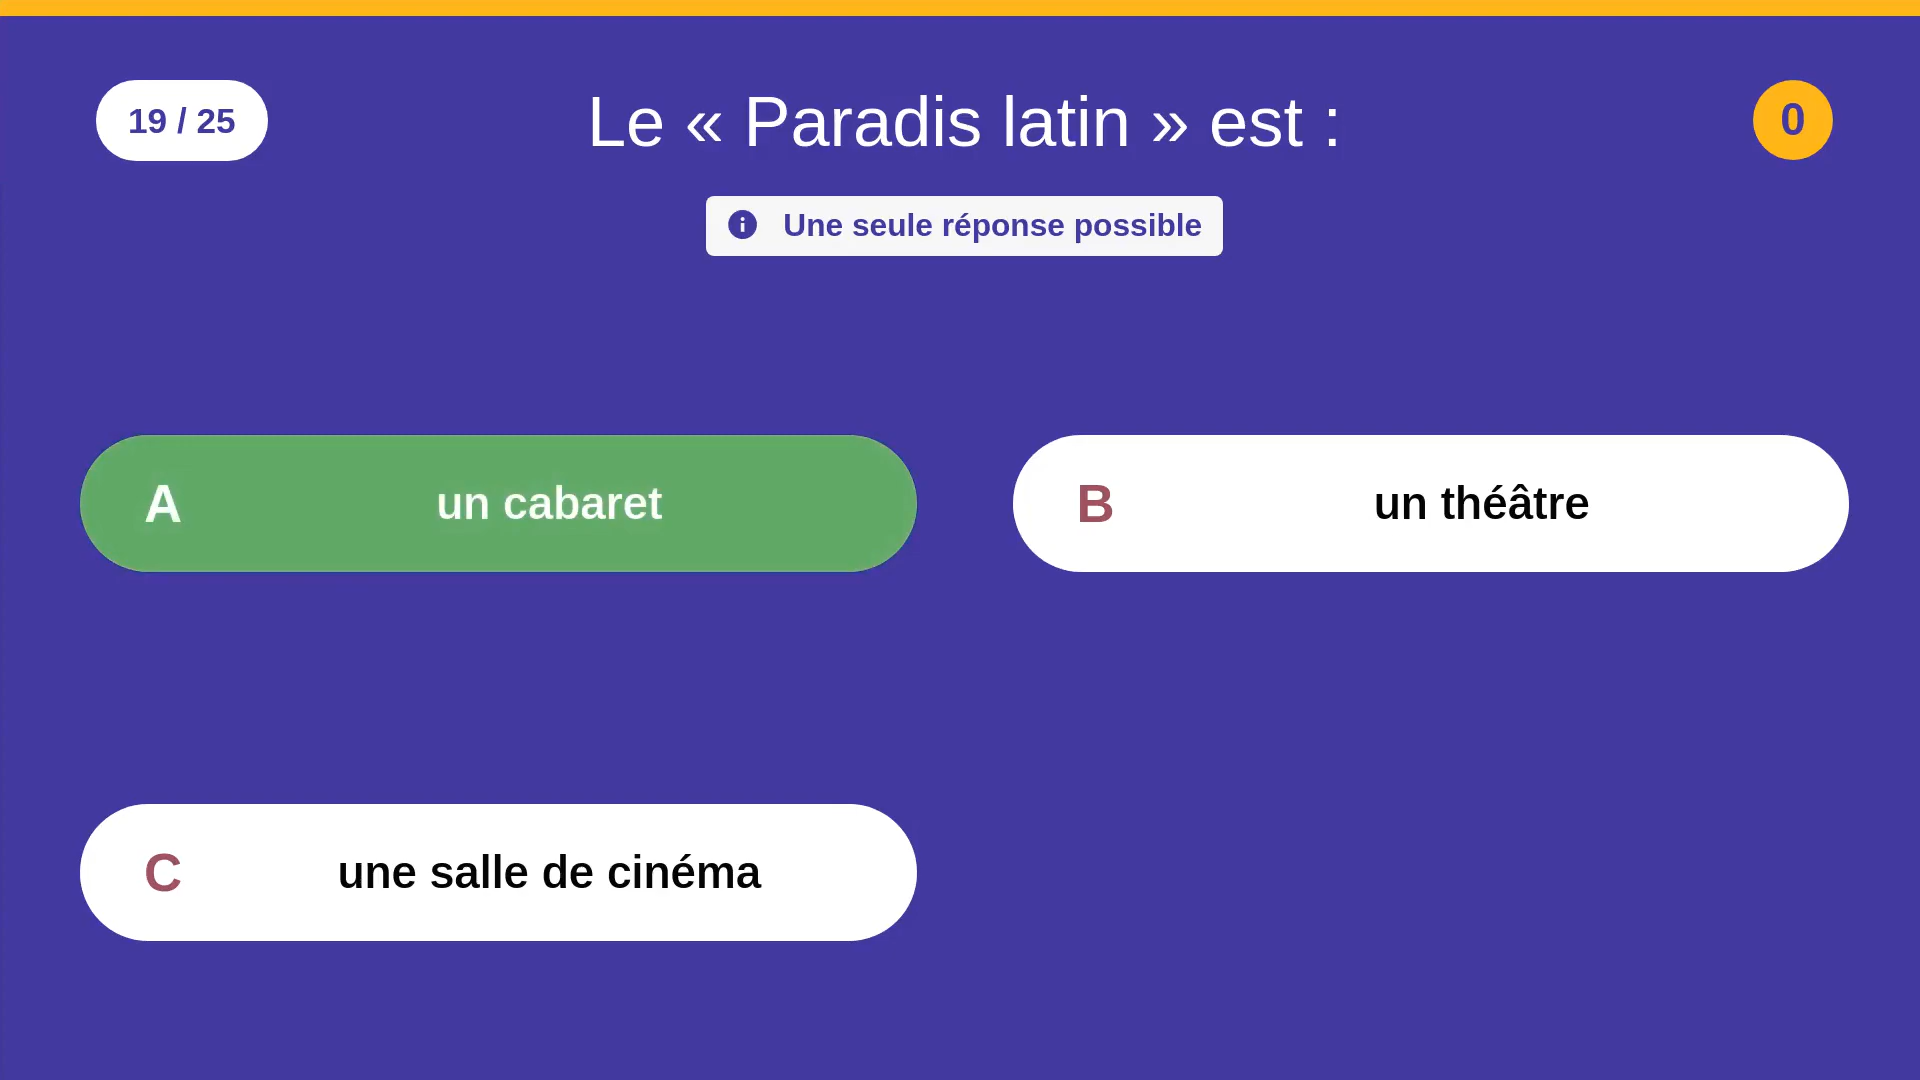 19 / 25
Le « Paradis latin » est :
0
Une seule réponse possible
A un cabaret
B un théâtre
C une salle de cinéma